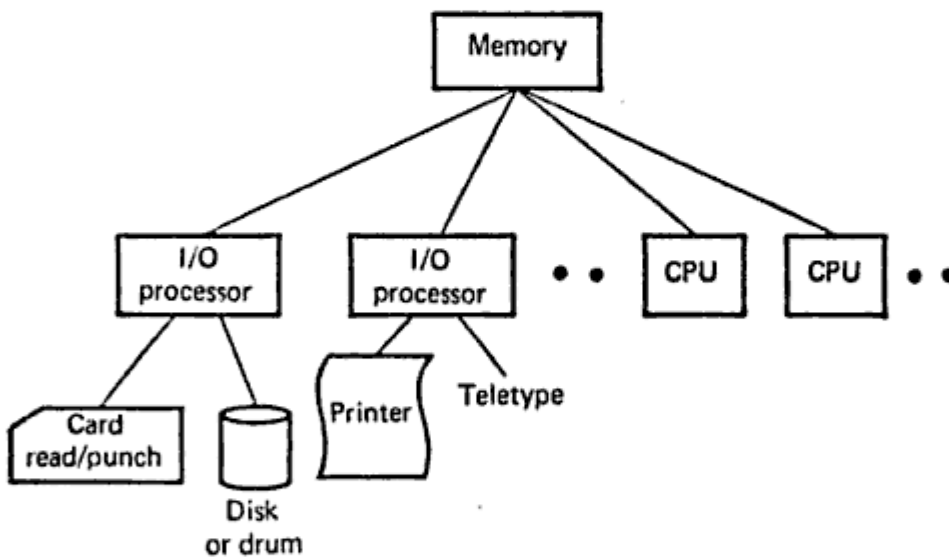 Memory
I/O
processor
I/O
processor
CPU
CPU
Card
read/punch
Disk
or drum
Printer
Teletype